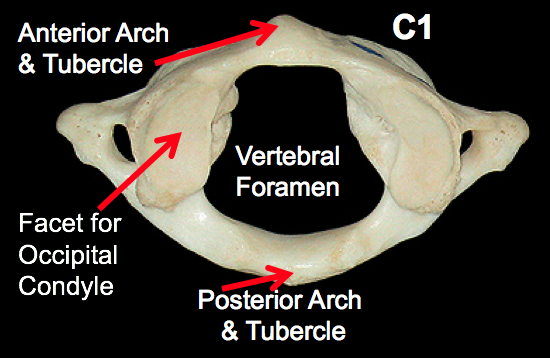 Anterior Arch
& Tubercle
C1
Vertebral
Foramen
Facet for
Occipital
Condyle
Posterior Arch
& Tubercle